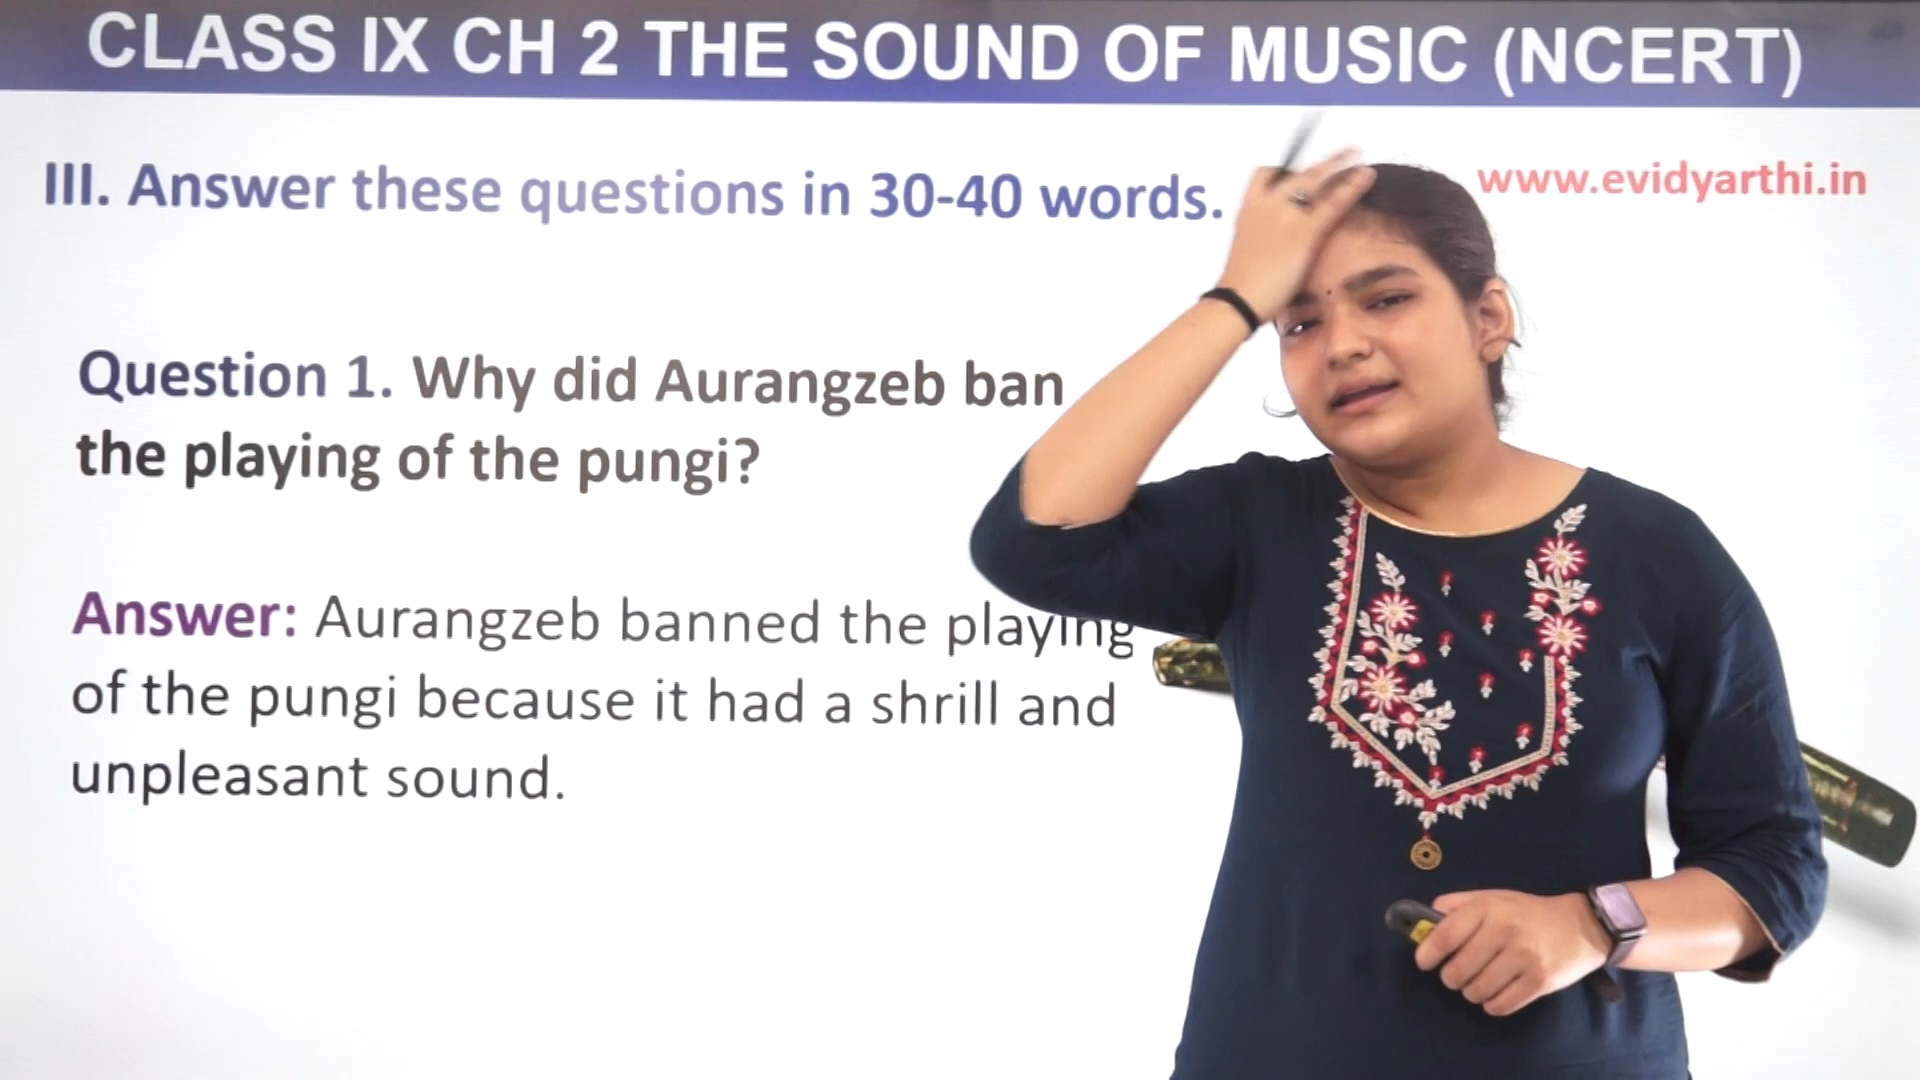 CLASS IX CH 2 THE SOUND OF MUSIC (NCERT)
III. Answer these questions in 30-40 words.
www.evidyarthi.in
Question 1. Why did Aurangzeb ban
the playing of the pungi?
Answer: Aurangzeb banned the playing
of the pungi because it had a shrill and
unpleasant sound.